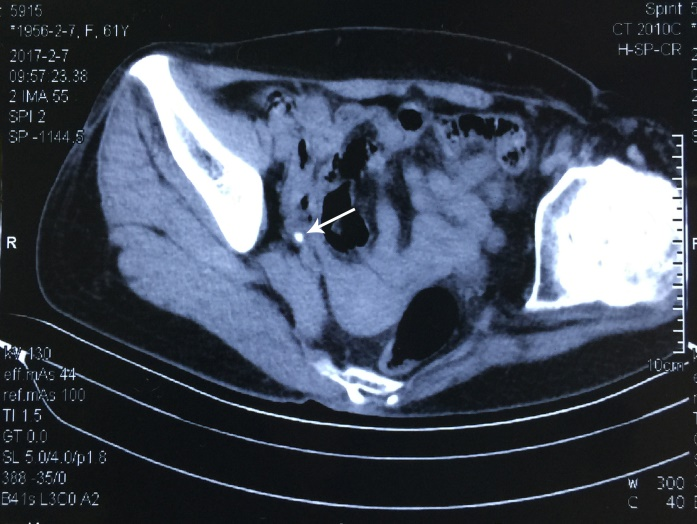 5915
*1956-2-7, F, 61Y
2017-2-7
09:57:23.38
2 IMA 55
SPI 2
SP -1144.5
R
kV 130
eff.mAs 44
ref.mAs 100
TI 1.5
GT 0.0
SL 5.0/4.0/p1.8
388 -35/0
B41s L3C0 A2
Spirit
CT 2010C
H-SP-CR
10cm
W 300
C 40